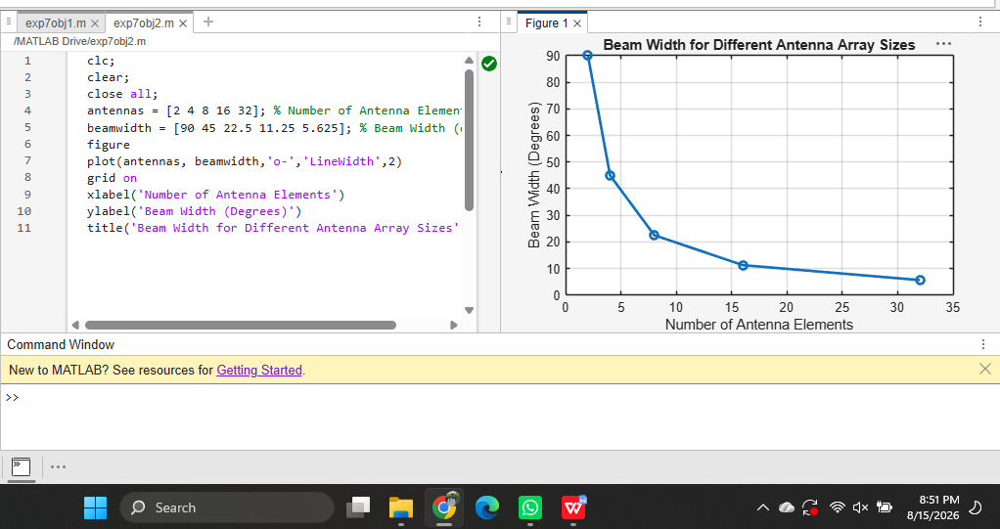 exp7obj1.m
exp7obj2.m
/MATLAB Drive/exp7obj2.m
1 clc;
2 clear;
3 close all;
4 antennas = [2 4 8 16 32]; % Number of Antenna Elemen
5 beamwidth = [90 45 22.5 11.25 5.625]; % Beam Width (
6 figure
7 plot(antennas, beamwidth,'o-','LineWidth',2)
8 grid on
9 xlabel('Number of Antenna Elements')
10 ylabel('Beam Width (Degrees)')
11 title('Beam Width for Different Antenna Array Sizes'
Figure 1
Beam Width for Different Antenna Array Sizes
Beam Width (Degrees)
90
80
70
60
50
40
30
20
10
0
0 5 10 15 20 25 30 35
Number of Antenna Elements
Command Window
New to MATLAB? See resources for Getting Started.
>>
Search
8:51 PM
8/15/2026